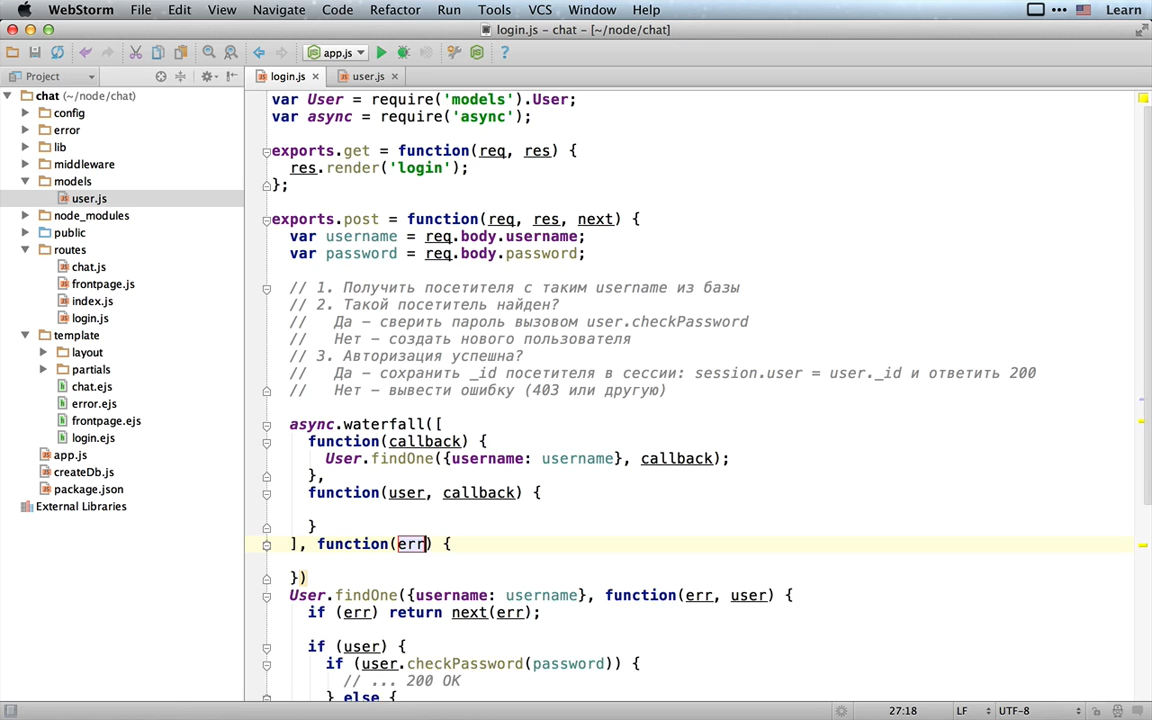 WebStorm File Edit View Navigate Code Refactor Run Tools VCS Window Help Learn
login.js – chat – [~/node/chat]
app.js
Project
login.js
user.js
chat (~/node/chat)
config
error
lib
middleware
models
user.js
node_modules
public
routes
chat.js
frontpage.js
index.js
login.js
template
layout
partials
chat.ejs
error.ejs
frontpage.ejs
login.ejs
app.js
createDb.js
package.json
External Libraries
var User = require('models').User;
var async = require('async');
exports.get = function(req, res) {
res.render('login');
};
exports.post = function(req, res, next) {
var username = req.body.username;
var password = req.body.password;
// 1. Получить посетителя с таким username из базы
// 2. Такой посетитель найден?
// Да – сверить пароль вызовом user.checkPassword
// Нет – создать нового пользователя
// 3. Авторизация успешна?
// Да – сохранить _id посетителя в сессии: session.user = user._id и ответить 200
// Нет – вывести ошибку (403 или другую)
async.waterfall([
function(callback) {
User.findOne({username: username}, callback);
},
function(user, callback) {
}
], function(err) {
})
User.findOne({username: username}, function(err, user) {
if (err) return next(err);
if (user) {
if (user.checkPassword(password)) {
// ... 200 OK
} else {
27:18 LF UTF-8